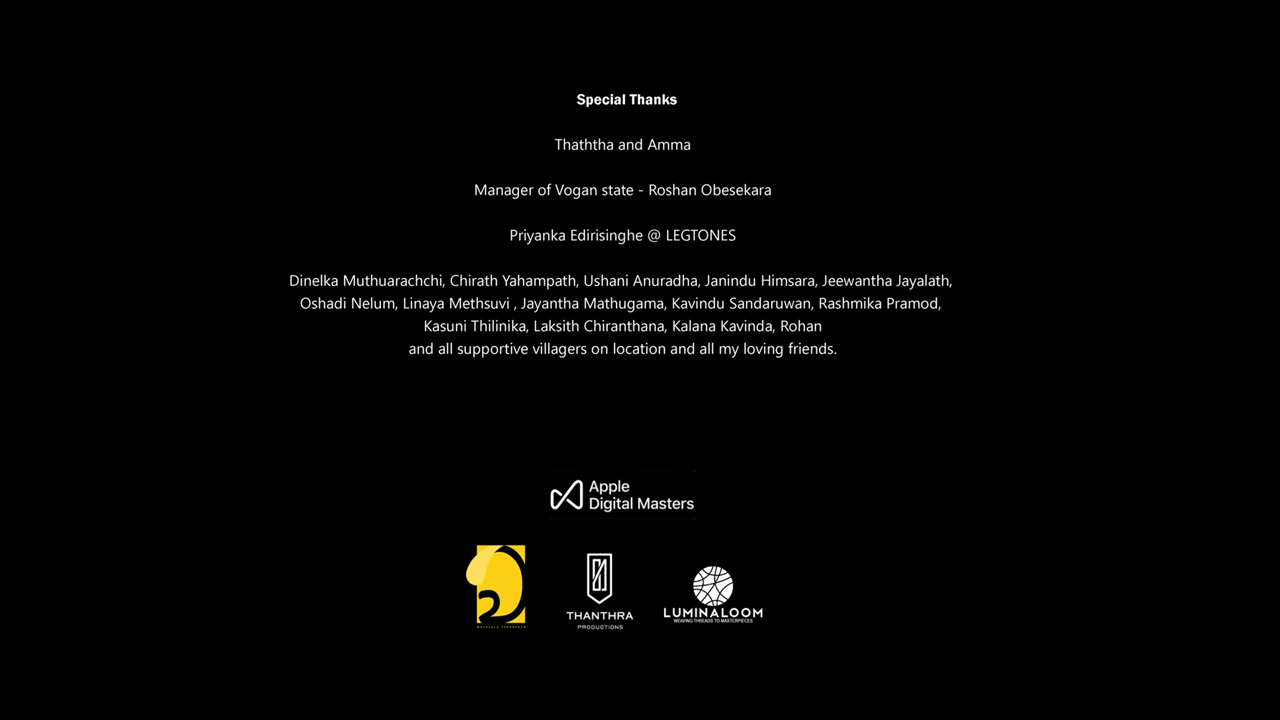 Special Thanks
Thaththa and Amma
Manager of Vogan state - Roshan Obesekara
Priyanka Edirisinghe @ LEGTONES
Dinelka Muthuarachchi, Chirath Yahampath, Ushani Anuradha, Janindu Himsara, Jeewantha Jayalath,
Oshadi Nelum, Linaya Methsuvi , Jayantha Mathugama, Kavindu Sandaruwan, Rashmika Pramod,
Kasuni Thilinika, Laksith Chiranthana, Kalana Kavinda, Rohan
and all supportive villagers on location and all my loving friends.
Apple
Digital Masters
THANTHRA
PRODUCTIONS
LUMINALOOM
WEAVING THREADS TO MASTERPIECES